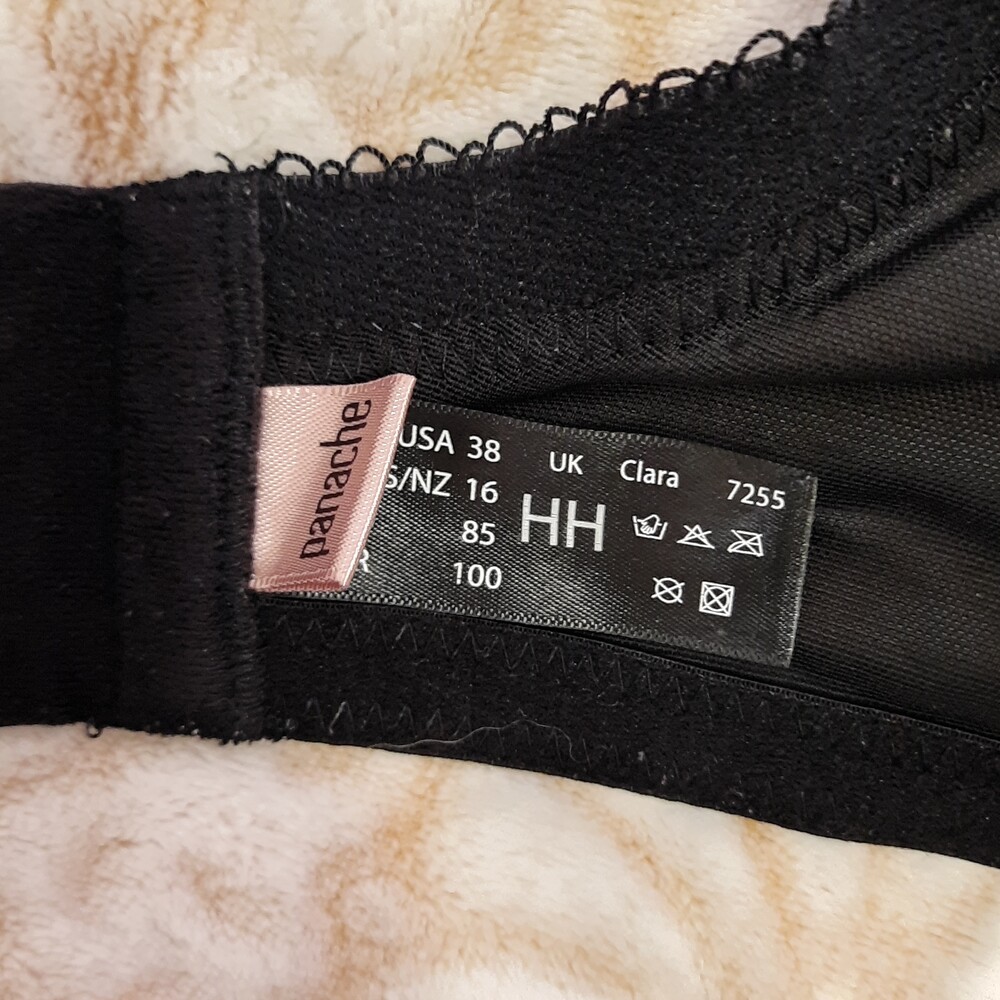 panache
USA 38
S/NZ 16
85
R 100
UK
HH
Clara 7255